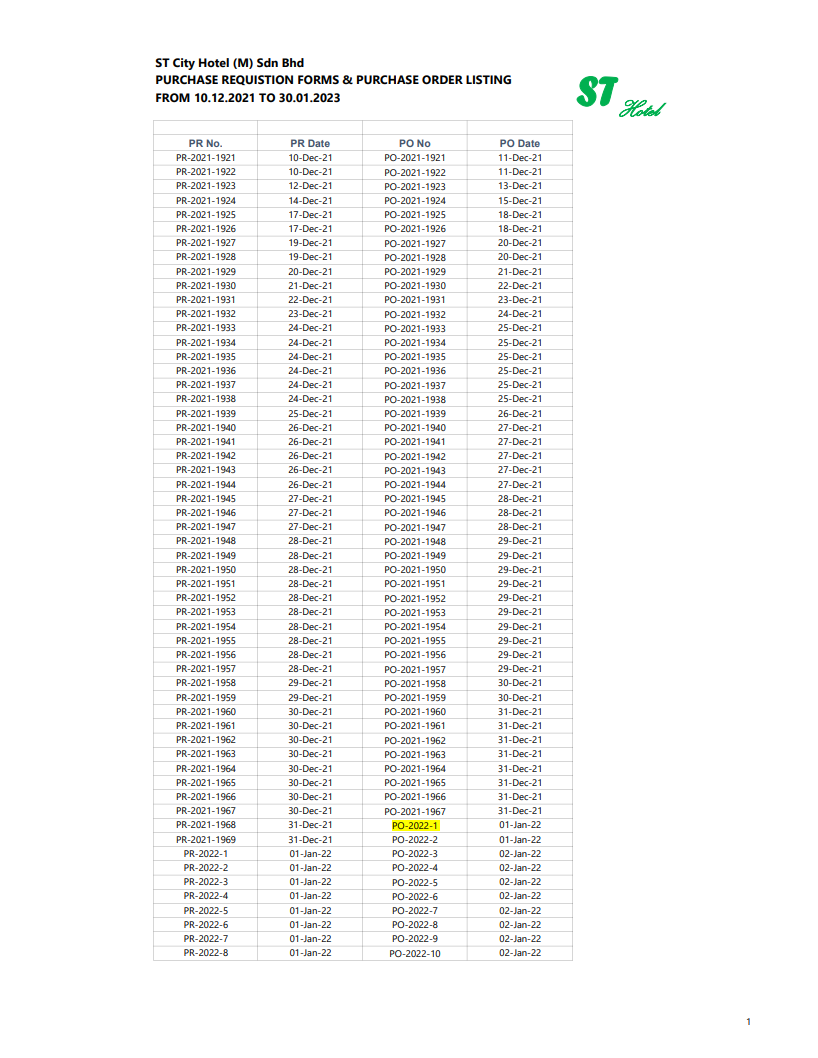 ST City Hotel (M) Sdn Bhd
PURCHASE REQUISTION FORMS & PURCHASE ORDER LISTING
FROM 10.12.2021 TO 30.01.2023
ST
Hotel
PR No. PR Date PO No PO Date
PR-2021-1921 10-Dec-21 PO-2021-1921 11-Dec-21
PR-2021-1922 10-Dec-21 PO-2021-1922 11-Dec-21
PR-2021-1923 12-Dec-21 PO-2021-1923 13-Dec-21
PR-2021-1924 14-Dec-21 PO-2021-1924 15-Dec-21
PR-2021-1925 17-Dec-21 PO-2021-1925 18-Dec-21
PR-2021-1926 17-Dec-21 PO-2021-1926 18-Dec-21
PR-2021-1927 19-Dec-21 PO-2021-1927 20-Dec-21
PR-2021-1928 19-Dec-21 PO-2021-1928 20-Dec-21
PR-2021-1929 20-Dec-21 PO-2021-1929 21-Dec-21
PR-2021-1930 21-Dec-21 PO-2021-1930 22-Dec-21
PR-2021-1931 22-Dec-21 PO-2021-1931 23-Dec-21
PR-2021-1932 23-Dec-21 PO-2021-1932 24-Dec-21
PR-2021-1933 24-Dec-21 PO-2021-1933 25-Dec-21
PR-2021-1934 24-Dec-21 PO-2021-1934 25-Dec-21
PR-2021-1935 24-Dec-21 PO-2021-1935 25-Dec-21
PR-2021-1936 24-Dec-21 PO-2021-1936 25-Dec-21
PR-2021-1937 24-Dec-21 PO-2021-1937 25-Dec-21
PR-2021-1938 24-Dec-21 PO-2021-1938 25-Dec-21
PR-2021-1939 25-Dec-21 PO-2021-1939 26-Dec-21
PR-2021-1940 26-Dec-21 PO-2021-1940 27-Dec-21
PR-2021-1941 26-Dec-21 PO-2021-1941 27-Dec-21
PR-2021-1942 26-Dec-21 PO-2021-1942 27-Dec-21
PR-2021-1943 26-Dec-21 PO-2021-1943 27-Dec-21
PR-2021-1944 26-Dec-21 PO-2021-1944 27-Dec-21
PR-2021-1945 27-Dec-21 PO-2021-1945 28-Dec-21
PR-2021-1946 27-Dec-21 PO-2021-1946 28-Dec-21
PR-2021-1947 27-Dec-21 PO-2021-1947 28-Dec-21
PR-2021-1948 28-Dec-21 PO-2021-1948 29-Dec-21
PR-2021-1949 28-Dec-21 PO-2021-1949 29-Dec-21
PR-2021-1950 28-Dec-21 PO-2021-1950 29-Dec-21
PR-2021-1951 28-Dec-21 PO-2021-1951 29-Dec-21
PR-2021-1952 28-Dec-21 PO-2021-1952 29-Dec-21
PR-2021-1953 28-Dec-21 PO-2021-1953 29-Dec-21
PR-2021-1954 28-Dec-21 PO-2021-1954 29-Dec-21
PR-2021-1955 28-Dec-21 PO-2021-1955 29-Dec-21
PR-2021-1956 28-Dec-21 PO-2021-1956 29-Dec-21
PR-2021-1957 28-Dec-21 PO-2021-1957 29-Dec-21
PR-2021-1958 29-Dec-21 PO-2021-1958 30-Dec-21
PR-2021-1959 29-Dec-21 PO-2021-1959 30-Dec-21
PR-2021-1960 30-Dec-21 PO-2021-1960 31-Dec-21
PR-2021-1961 30-Dec-21 PO-2021-1961 31-Dec-21
PR-2021-1962 30-Dec-21 PO-2021-1962 31-Dec-21
PR-2021-1963 30-Dec-21 PO-2021-1963 31-Dec-21
PR-2021-1964 30-Dec-21 PO-2021-1964 31-Dec-21
PR-2021-1965 30-Dec-21 PO-2021-1965 31-Dec-21
PR-2021-1966 30-Dec-21 PO-2021-1966 31-Dec-21
PR-2021-1967 30-Dec-21 PO-2021-1967 31-Dec-21
PR-2021-1968 31-Dec-21 PO-2022-1 01-Jan-22
PR-2021-1969 31-Dec-21 PO-2022-2 01-Jan-22
PR-2022-1 01-Jan-22 PO-2022-3 02-Jan-22
PR-2022-2 01-Jan-22 PO-2022-4 02-Jan-22
PR-2022-3 01-Jan-22 PO-2022-5 02-Jan-22
PR-2022-4 01-Jan-22 PO-2022-6 02-Jan-22
PR-2022-5 01-Jan-22 PO-2022-7 02-Jan-22
PR-2022-6 01-Jan-22 PO-2022-8 02-Jan-22
PR-2022-7 01-Jan-22 PO-2022-9 02-Jan-22
PR-2022-8 01-Jan-22 PO-2022-10 02-Jan-22
1